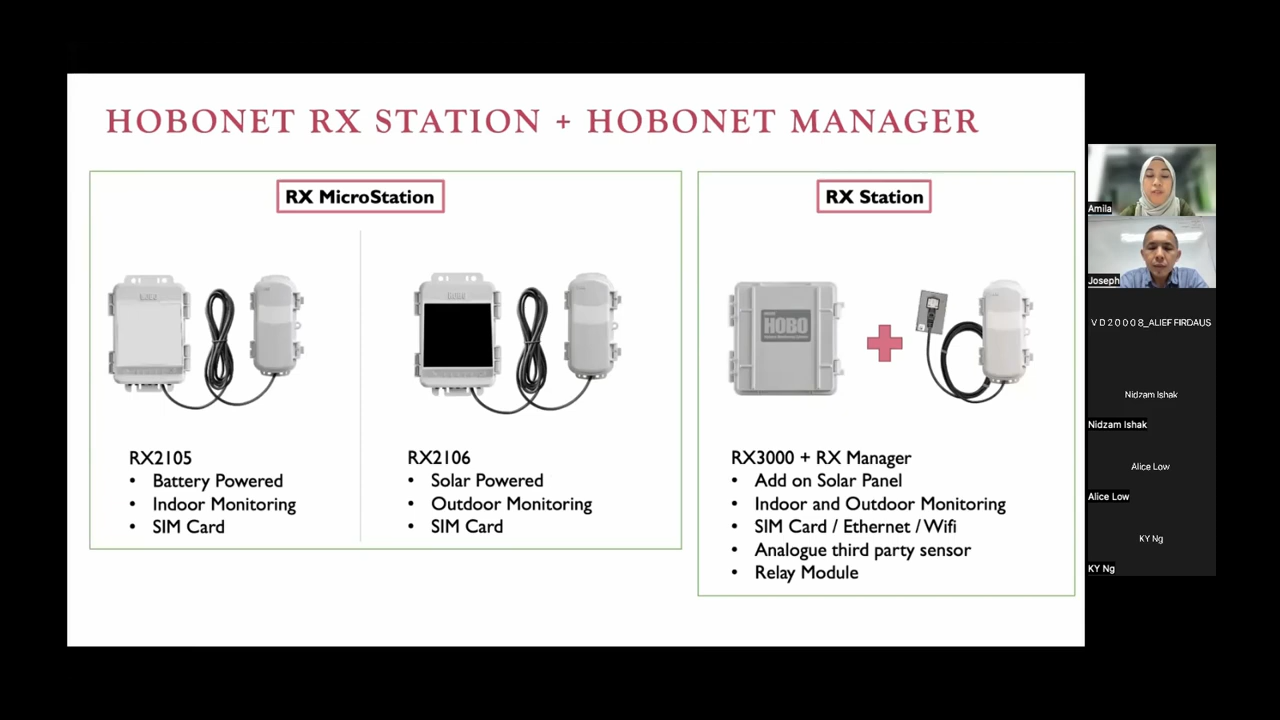 HOBONET RX STATION + HOBONET MANAGER
RX MicroStation
RX2105
• Battery Powered
• Indoor Monitoring
• SIM Card
RX2106
• Solar Powered
• Outdoor Monitoring
• SIM Card
RX Station
HOBO
RX3000 + RX Manager
• Add on Solar Panel
• Indoor and Outdoor Monitoring
• SIM Card / Ethernet / Wifi
• Analogue third party sensor
• Relay Module
Amila
Joseph
VD20008_ALIEF FIRDAUS
Nidzam Ishak
Nidzam Ishak
Alice Low
Alice Low
KY Ng
KY Ng